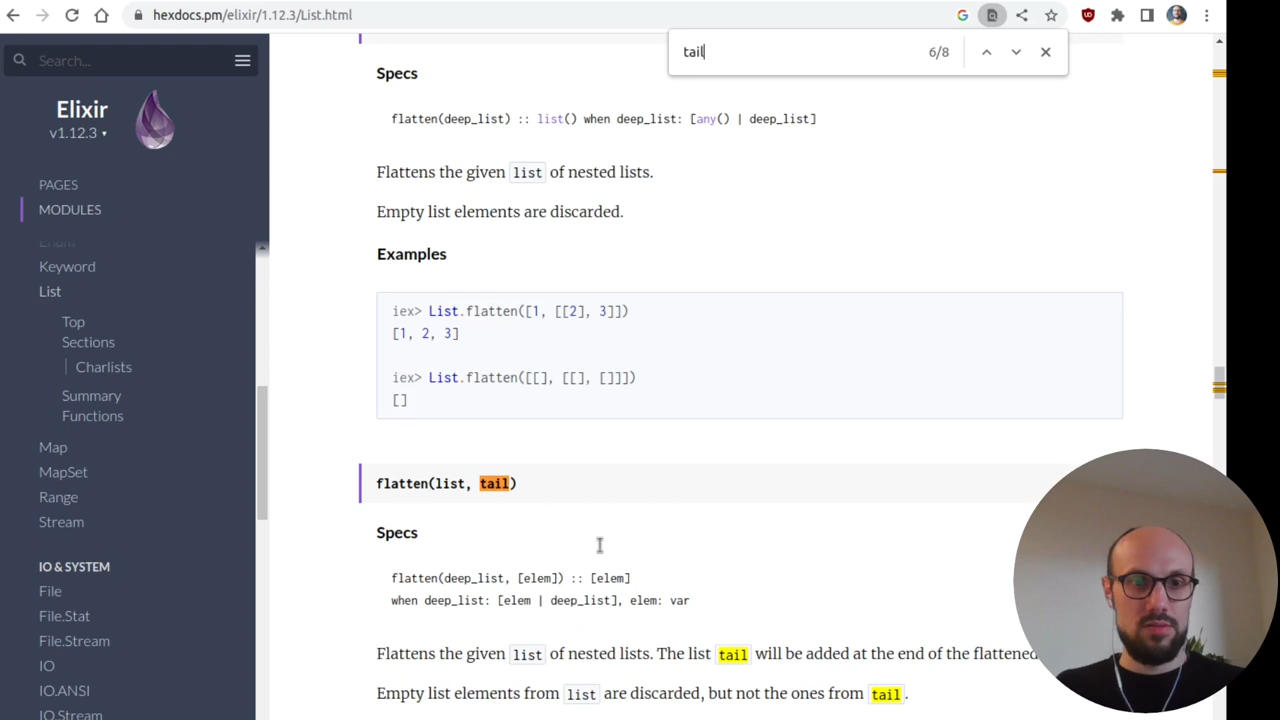 hexdocs.pm/elixir/1.12.3/List.html
tail
6/8
Search...
Elixir
v1.12.3
PAGES
MODULES
Enum
Keyword
List
Top
Sections
Charlists
Summary
Functions
Map
MapSet
Range
Stream
IO & SYSTEM
File
File.Stat
File.Stream
IO
IO.ANSI
IO.Stream
Specs
flatten(deep_list) :: list() when deep_list: [any() | deep_list]
Flattens the given list of nested lists.
Empty list elements are discarded.
Examples
iex> List.flatten([1, [[2], 3]])
[1, 2, 3]
iex> List.flatten([[], [[], []]])
[]
flatten(list, tail)
Specs
flatten(deep_list, [elem]) :: [elem]
when deep_list: [elem | deep_list], elem: var
Flattens the given list of nested lists. The list tail will be added at the end of the flattened
Empty list elements from list are discarded, but not the ones from tail.